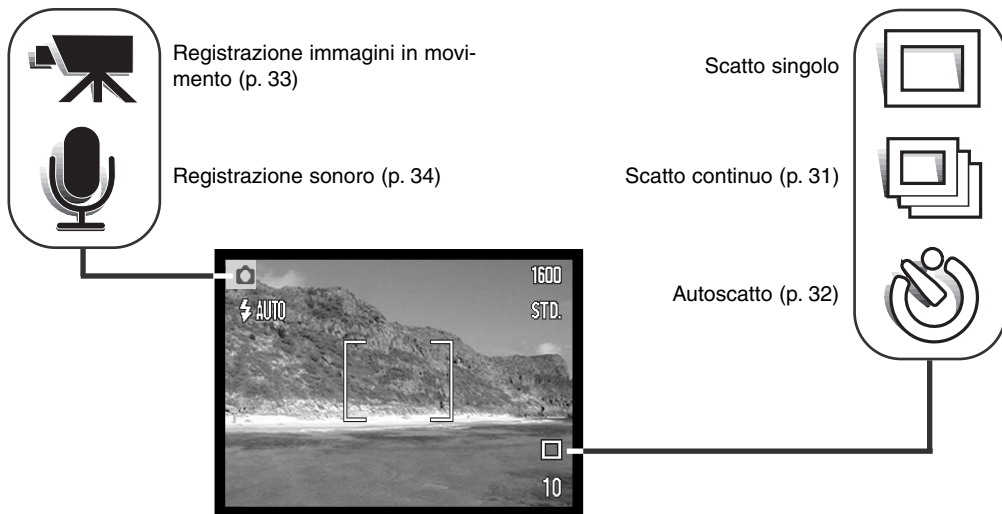 Registrazione immagini in movi-
mento (p. 33)
Registrazione sonoro (p. 34)
Scatto singolo
Scatto continuo (p. 31)
Autoscatto (p. 32)
1600
AUTO
STD.
10